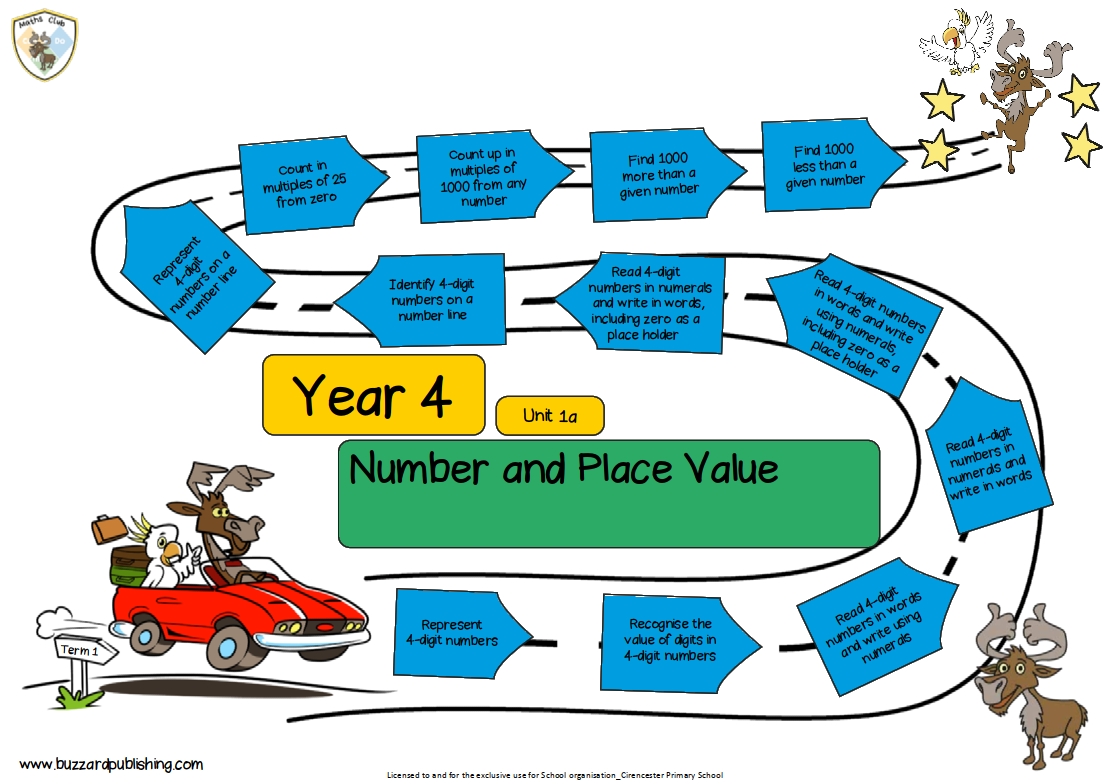 Maths Club
Count in
multiples of 25
from zero
Count up in
multiples of
1000 from any
number
Find 1000
more than a
given number
Find 1000
less than a
given number
Represent
4-digit
numbers on a
number line
Identify 4-digit
numbers on a
number line
Read 4-digit
numbers in numerals
and write in words,
including zero as a
place holder
Read 4-digit numbers
in words and write
using numerals,
including zero as a
place holder
Year 4
Unit 1a
Number and Place Value
Read 4-digit
numbers in
numerals and
write in words
Represent
4-digit numbers
Recognise the
value of digits in
4-digit numbers
Read 4-digit
numbers in words
and write using
numerals
Term 1
www.buzzardpublishing.com
Licensed to and for the exclusive use for School organisation_Cirencester Primary School